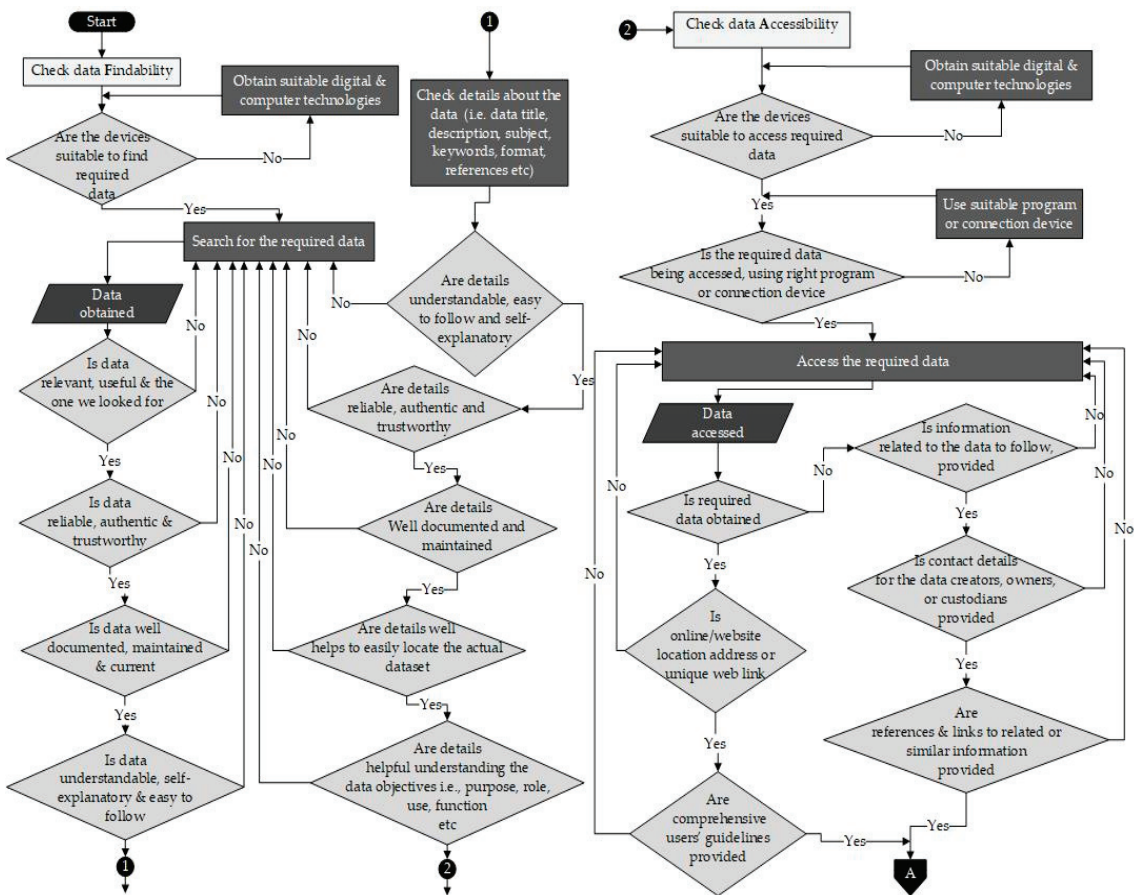 Start
Check data Findability
Obtain suitable digital &
computer technologies
Are the devices
suitable to find
required
data
No
Yes
Search for the required data
Data
obtained
No
Is data
relevant, useful & the
one we looked for
Yes
No
Is data
reliable, authentic &
trustworthy
Yes
No
Is data well
documented, maintained
& current
Yes
No
Is data
understandable, self-
explanatory & easy to
follow
1
1
Check details about the
data (i.e. data title,
description, subject,
keywords, format,
references etc)
Are details
understandable, easy
to follow and self-
explanatory
No
Yes
Are details
reliable, authentic and
trustworthy
No
Yes
Are details
Well documented and
maintained
No
Yes
Are details well
helps to easily locate the actual
dataset
No
Yes
Are details
helpful understanding the
data objectives i.e., purpose, role,
use, function
etc
No
2
2
Check data Accessibility
Obtain suitable digital &
computer technologies
Are the devices
suitable to access required
data
No
Yes
Use suitable program
or connection device
Is the required data
being accessed, using right program
or connection device
No
Yes
Access the required data
Data
accessed
Is required
data obtained
No
Yes
Is
online/website
location address or
unique web link
No
Yes
Are
comprehensive
users' guidelines
provided
No
Yes
Is information
related to the data to follow,
provided
No
Yes
Is contact details
for the data creators, owners,
or custodians
provided
No
Yes
Are
references & links to related or
similar information
provided
No
Yes
A